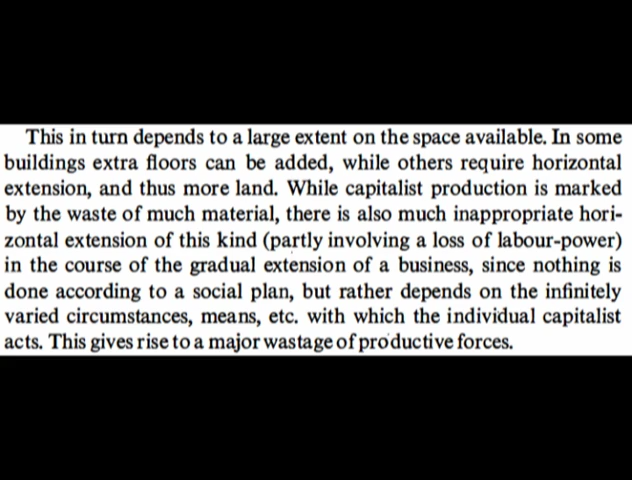 This in turn depends to a large extent on the space available. In some
buildings extra floors can be added, while others require horizontal
extension, and thus more land. While capitalist production is marked
by the waste of much material, there is also much inappropriate hori-
zontal extension of this kind (partly involving a loss of labour-power)
in the course of the gradual extension of a business, since nothing is
done according to a social plan, but rather depends on the infinitely
varied circumstances, means, etc. with which the individual capitalist
acts. This gives rise to a major wastage of productive forces.